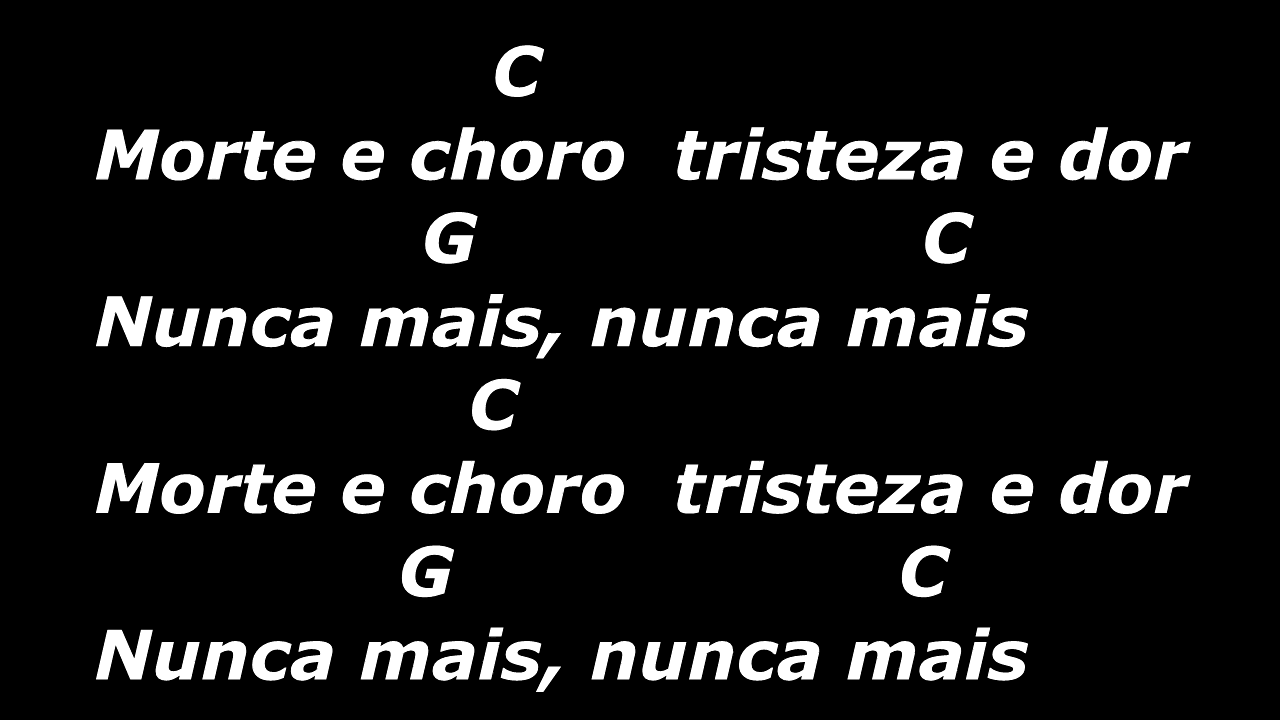 C
Morte e choro  tristeza e dor
G C
Nunca mais, nunca mais
C
Morte e choro  tristeza e dor
G C
Nunca mais, nunca mais